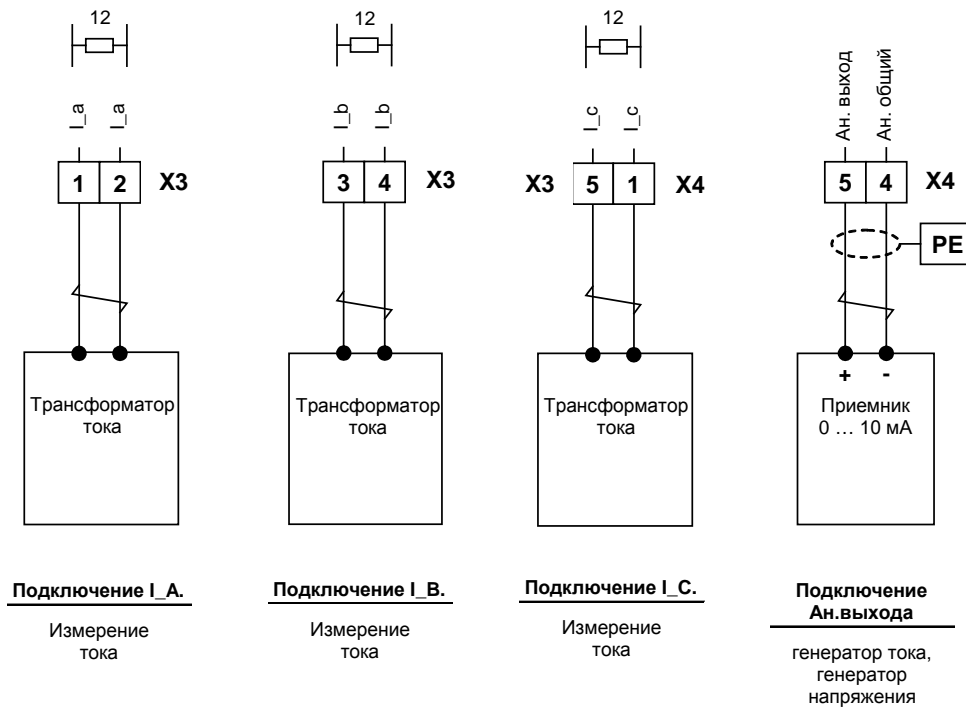 12
I_a
I_a
1 2 X3
Трансформатор
тока
Подключение I_A.
Измерение
тока
12
I_b
I_b
3 4 X3
Трансформатор
тока
Подключение I_B.
Измерение
тока
12
I_c
I_c
X3 5 1 X4
Трансформатор
тока
Подключение I_C.
Измерение
тока
Ан. выход
Ан. общий
5 4 X4
PE
+ -
Приемник
0 ... 10 мА
Подключение
Ан.выхода
генератор тока,
генератор
напряжения